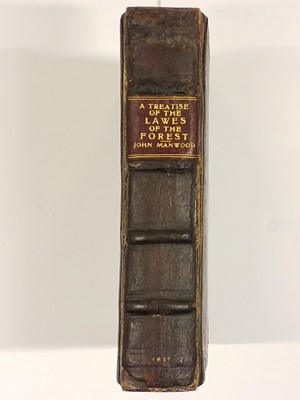 A TREATISE
OF THE
LAWES
OF THE
FOREST
JOHN MANWOOD